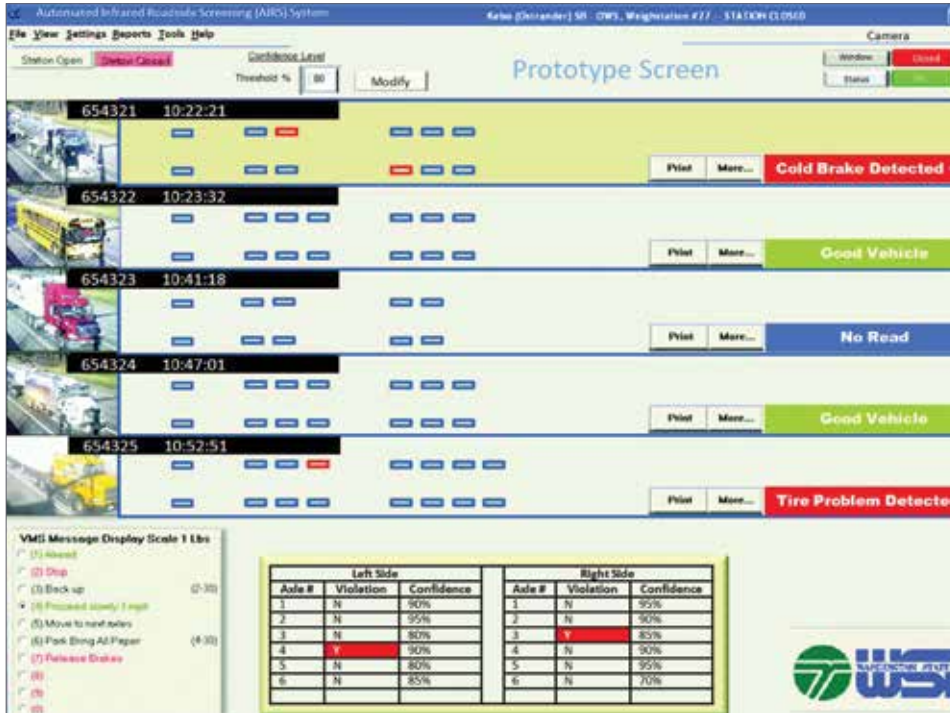 Automated Infrared Roadside Screening (AIRS) System
Kelso (Ostrander) SB - OWS, Weighstation #27 - STATION CLOSED
File View Settings Reports Tools Help
Camera
Station Open Station Closed
Confidence Level
Threshold % 80
Modify
Prototype Screen
Window Closed
Status
654321 10:22:21
Print More... Cold Brake Detected
654322 10:23:32
Print More... Good Vehicle
654323 10:41:18
Print More... No Read
654324 10:47:01
Print More... Good Vehicle
654325 10:52:51
Print More... Tire Problem Detecte
VMS Message Display Scale 1 Lbs
(1) Ahead
(2) Stop
(3) Back up (2-30)
(4) Proceed slowly 3 mph
(5) Move to next axles
(6) Park Bring All Paper (4-30)
(7) Release Brakes
(8)
(9)
(0)
Left Side Right Side
Axle # Violation Confidence Axle # Violation Confidence
1 N 90% 1 N 95%
2 N 95% 2 N 90%
3 N 80% 3 Y 85%
4 Y 90% 4 N 90%
5 N 80% 5 N 95%
6 N 85% 6 N 70%
WASHINGTON STATE